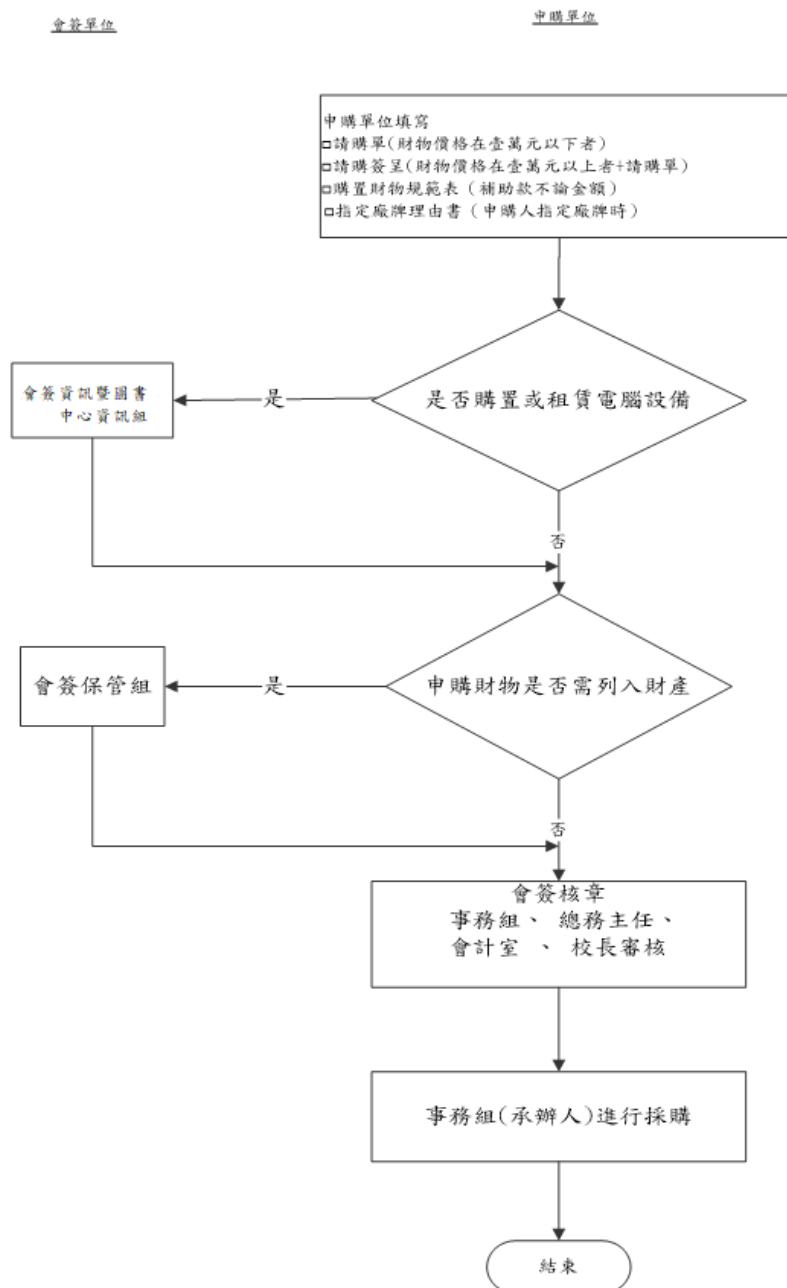 會簽單位
申購單位
申購單位填寫
□請購單(財物價格在壹萬元以下者)
□請購簽呈(財物價格在壹萬元以上者+請購單)
□購置財物規範表（補助款不論金額）
□指定廠牌理由書（申購人指定廠牌時）
會簽資訊暨圖書
中心資訊組
是
是否購置或租賃電腦設備
否
會簽保管組
是
申購財物是否需列入財產
否
會簽核章
事務組、 總務主任、
會計室 、 校長審核
事務組(承辦人)進行採購
結束